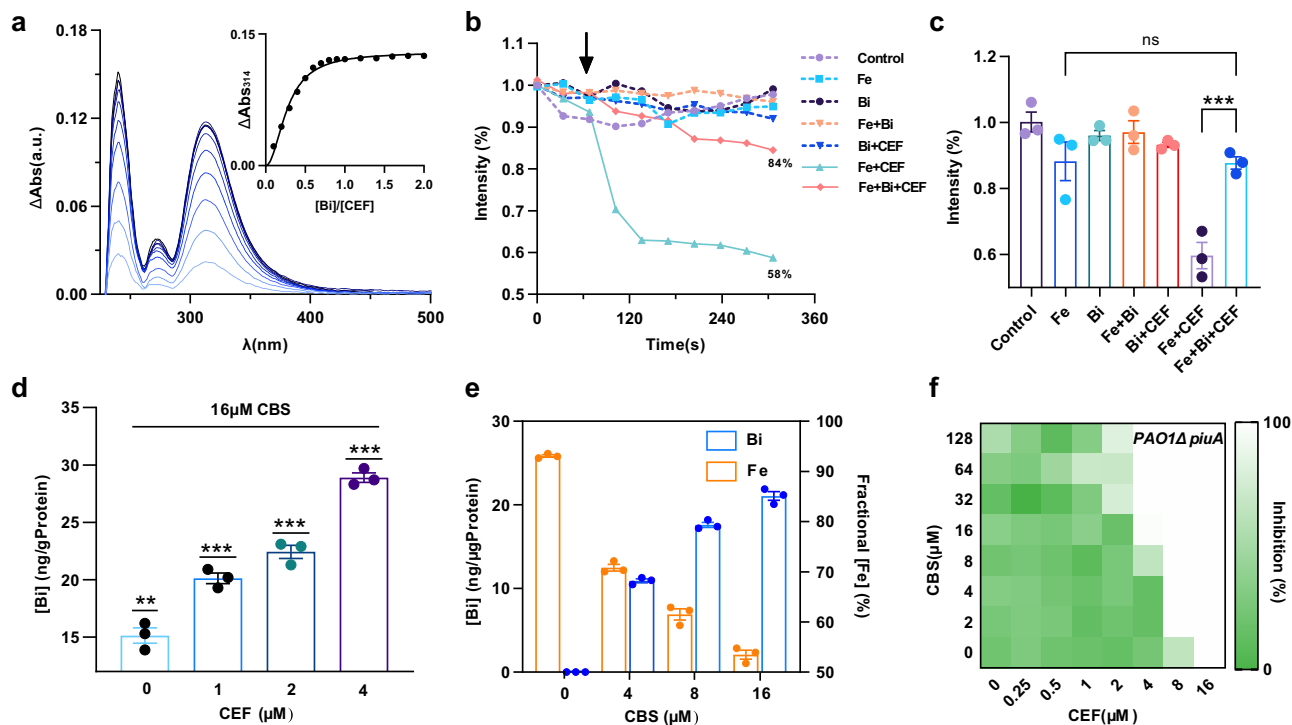 a
ΔAbs(a.u.)
0.18
0.12
0.06
0.00
300
400
500
λ(nm)
ΔAbs314
0.15
0.00
0.0
0.5
1.0
1.5
2.0
[Bi]/[CEF]
b
Intensity (%)
1.1
1.0
0.9
0.8
0.7
0.6
0.5
0
120
240
360
Time(s)
84%
58%
Control
Fe
Bi
Fe+Bi
Bi+CEF
Fe+CEF
Fe+Bi+CEF
c
ns
***
Intensity (%)
1.2
1.0
0.8
0.6
Control
Fe
Bi
Fe+Bi
Bi+CEF
Fe+CEF
Fe+Bi+CEF
d
16μM CBS
[Bi] (ng/gProtein)
35
30
25
20
15
**
***
***
***
0
1
2
4
CEF (μM)
e
[Bi] (ng/μgProtein)
30
20
10
0
Bi
Fe
100
90
80
70
60
50
Fractional [Fe] (%)
0
4
8
16
CBS (μM)
f
CBS(μM)
128
64
32
16
8
4
2
0
PAO1Δ piuA
0
0.25
0.5
1
2
4
8
16
CEF(μM)
100
0
Inhibition (%)